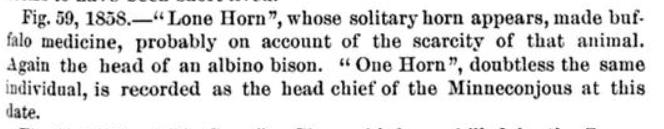 Fig. 59, 1858.—“Lone Horn”, whose solitary horn appears, made buf-
falo medicine, probably on account of the scarcity of that animal.
Again the head of an albino bison. “One Horn”, doubtless the same
individual, is recorded as the head chief of the Minneconjous at this
date.